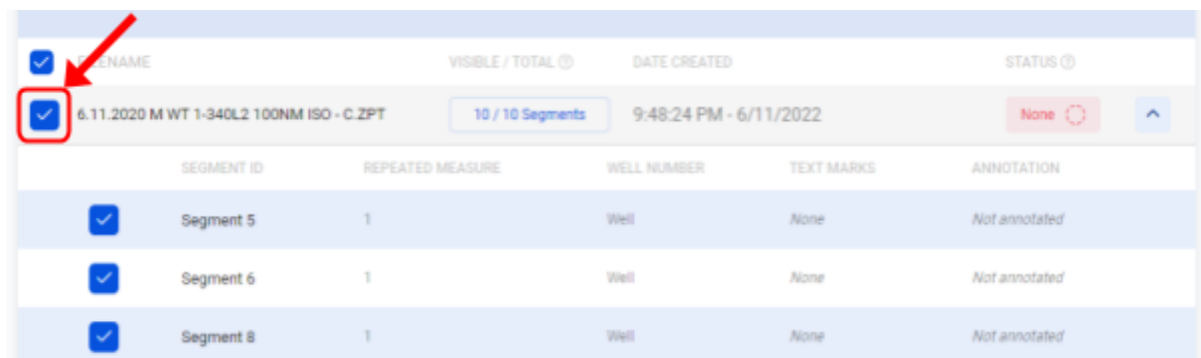 FILENAME VISIBLE / TOTAL DATE CREATED STATUS
6.11.2020 M WT 1-340L2 100NM ISO - C.ZPT 10 / 10 Segments 9:48:24 PM - 6/11/2022 None
SEGMENT ID REPEATED MEASURE WELL NUMBER TEXT MARKS ANNOTATION
Segment 5 1 Well None Not annotated
Segment 6 1 Well None Not annotated
Segment 8 1 Well None Not annotated